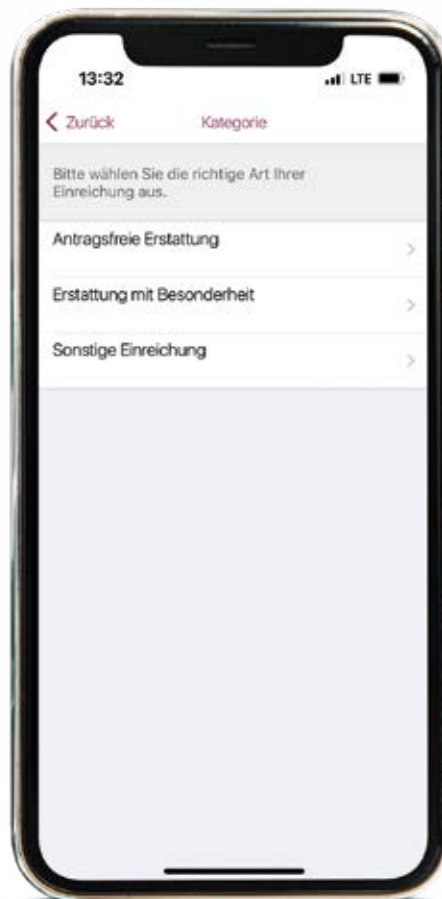 13:32 LTE
Zurück Kategorie
Bitte wählen Sie die richtige Art Ihrer
Einreichung aus.
Antragsfreie Erstattung
Erstattung mit Besonderheit
Sonstige Einreichung